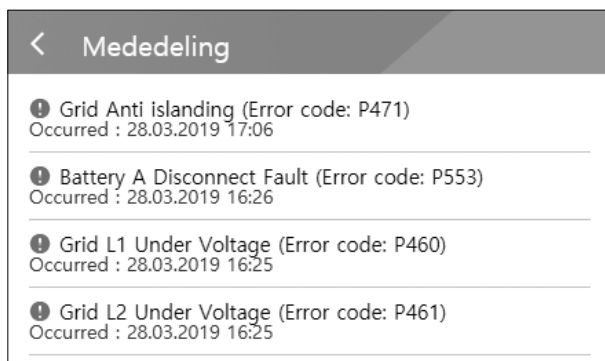 Mededeling
Grid Anti islanding (Error code: P471)
Occurred : 28.03.2019 17:06
Battery A Disconnect Fault (Error code: P553)
Occurred : 28.03.2019 16:26
Grid L1 Under Voltage (Error code: P460)
Occurred : 28.03.2019 16:25
Grid L2 Under Voltage (Error code: P461)
Occurred : 28.03.2019 16:25